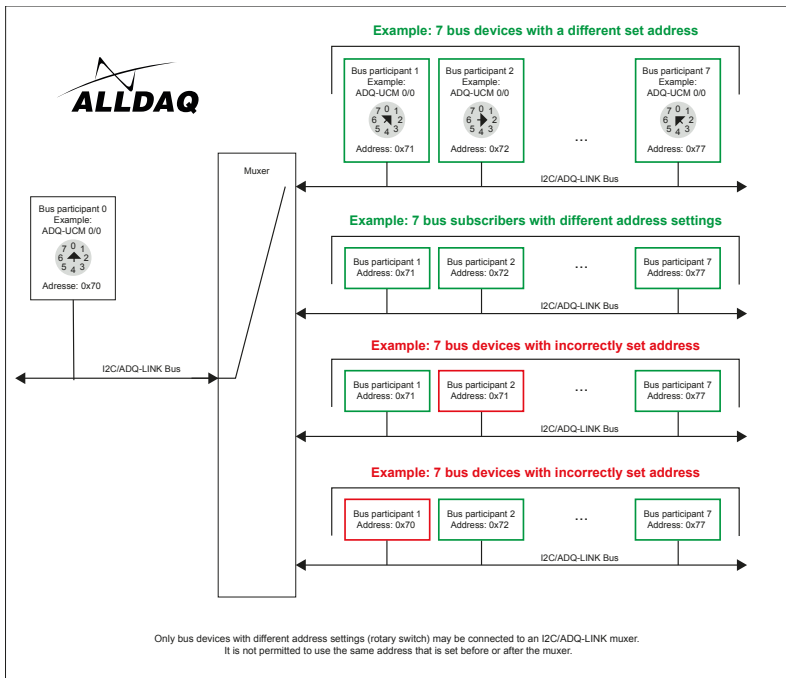 ALLDAQ
Example: 7 bus devices with a different set address
Bus participant 1
Example:
ADQ-UCM 0/0
7 0 1
6 2
5 4 3
Address: 0x71
Bus participant 2
Example:
ADQ-UCM 0/0
7 0 1
6 2
5 4 3
Address: 0x72
...
Bus participant 7
Example:
ADQ-UCM 0/0
7 0 1
6 2
5 4 3
Address: 0x77
I2C/ADQ-LINK Bus
Muxer
Bus participant 0
Example:
ADQ-UCM 0/0
7 0 1
6 2
5 4 3
Adresse: 0x70
I2C/ADQ-LINK Bus
Example: 7 bus subscribers with different address settings
Bus participant 1
Address: 0x71
Bus participant 2
Address: 0x72
...
Bus participant 7
Address: 0x77
I2C/ADQ-LINK Bus
Example: 7 bus devices with incorrectly set address
Bus participant 1
Address: 0x71
Bus participant 2
Address: 0x71
...
Bus participant 7
Address: 0x77
I2C/ADQ-LINK Bus
Example: 7 bus devices with incorrectly set address
Bus participant 1
Address: 0x70
Bus participant 2
Address: 0x72
...
Bus participant 7
Address: 0x77
I2C/ADQ-LINK Bus
Only bus devices with different address settings (rotary switch) may be connected to an I2C/ADQ-LINK muxer.
It is not permitted to use the same address that is set before or after the muxer.